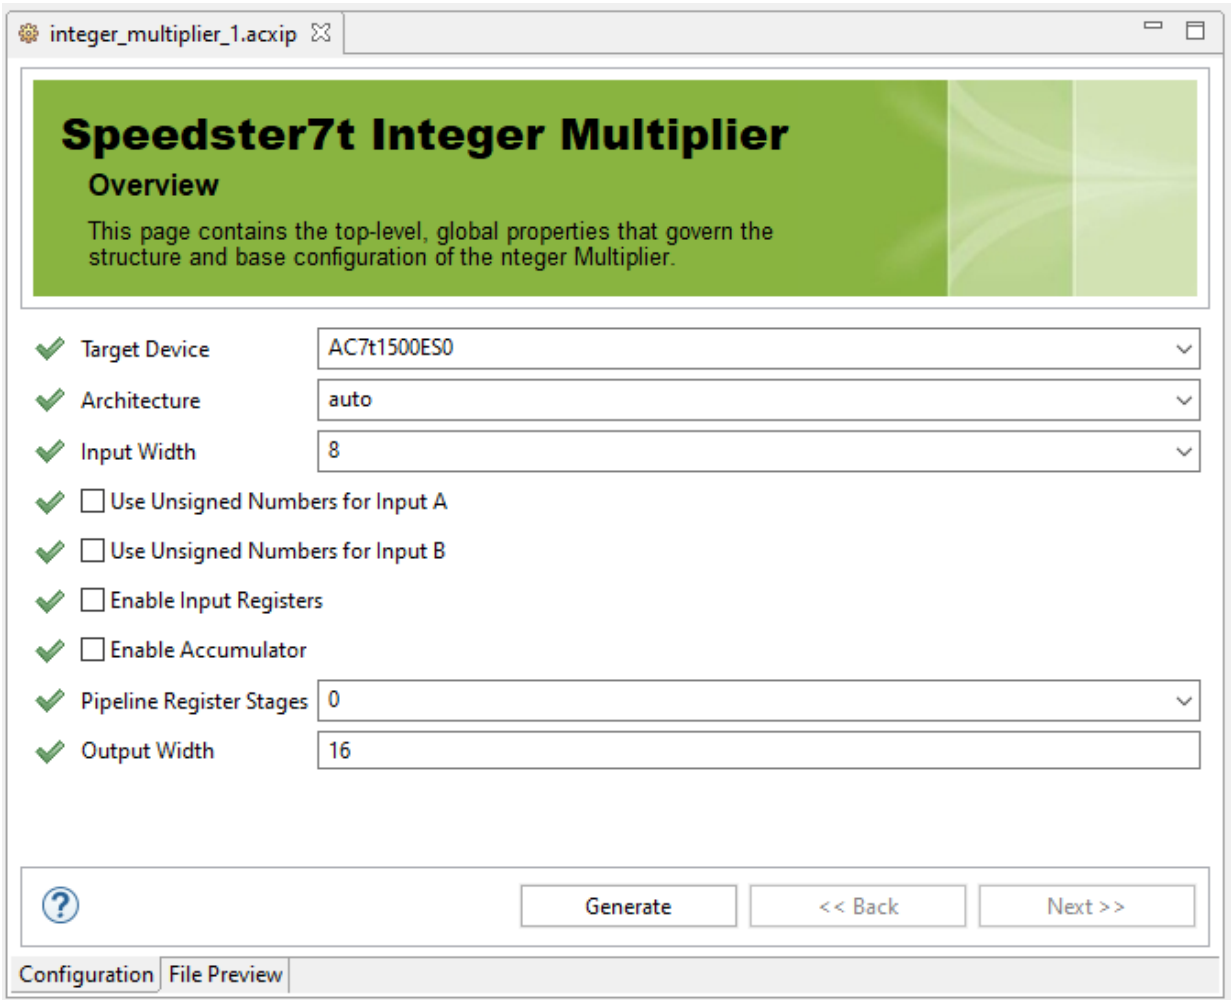 integer_multiplier_1.acxip
Speedster7t Integer Multiplier
Overview
This page contains the top-level, global properties that govern the
structure and base configuration of the nteger Multiplier.
Target Device AC7t1500ES0
Architecture auto
Input Width 8
Use Unsigned Numbers for Input A
Use Unsigned Numbers for Input B
Enable Input Registers
Enable Accumulator
Pipeline Register Stages 0
Output Width 16
? Generate << Back Next >>
Configuration File Preview